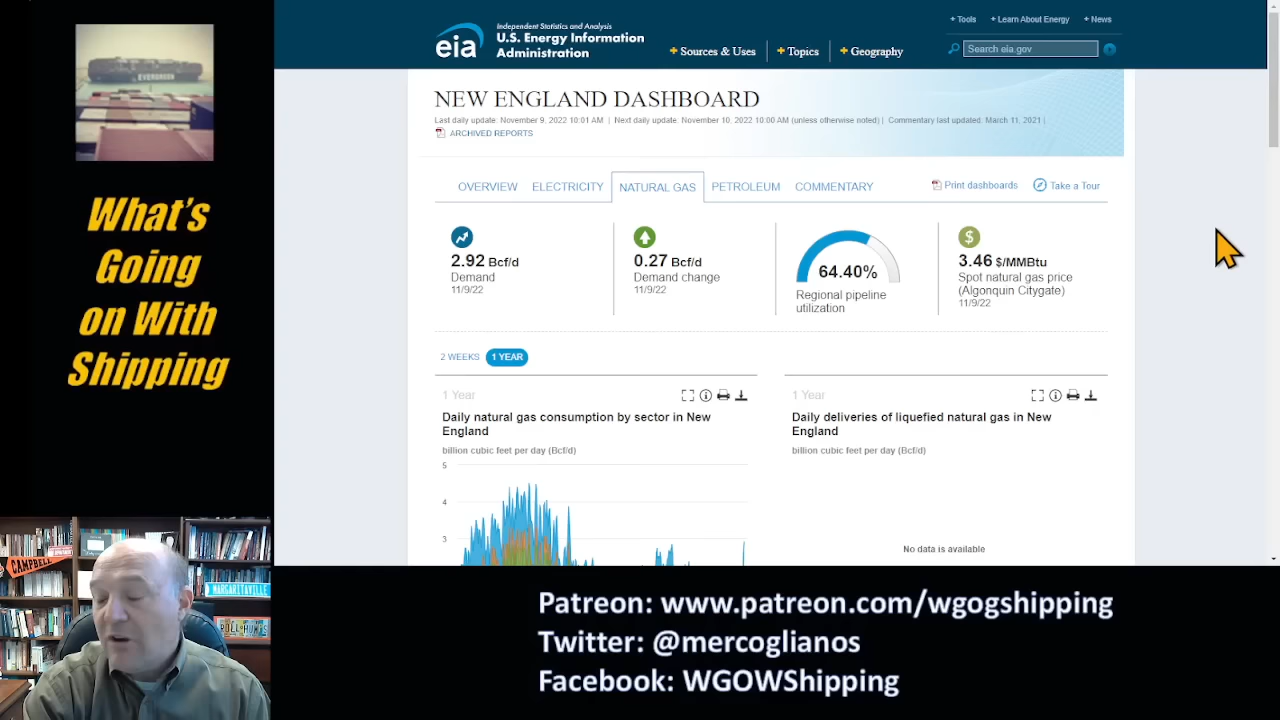 EVERGREEN
What's
Going
on With
Shipping
CAMPBELL
MARGARITAVILLE
eia
Independent Statistics and Analysis
U.S. Energy Information
Administration
+ Sources & Uses
+ Topics
+ Geography
+ Tools
+ Learn About Energy
+ News
Search eia.gov
NEW ENGLAND DASHBOARD
Last daily update: November 9, 2022 10:01 AM | Next daily update: November 10, 2022 10:00 AM (unless otherwise noted) | Commentary last updated: March 11, 2021 |
ARCHIVED REPORTS
OVERVIEW
ELECTRICITY
NATURAL GAS
PETROLEUM
COMMENTARY
Print dashboards
Take a Tour
2.92 Bcf/d
Demand
11/9/22
0.27 Bcf/d
Demand change
11/9/22
64.40%
Regional pipeline
utilization
$
3.46 $/MMBtu
Spot natural gas price
(Algonquin Citygate)
11/9/22
2 WEEKS
1 YEAR
1 Year
Daily natural gas consumption by sector in New
England
billion cubic feet per day (Bcf/d)
5
4
3
1 Year
Daily deliveries of liquefied natural gas in New
England
billion cubic feet per day (Bcf/d)
No data is available
Patreon: www.patreon.com/wgogshipping
Twitter: @mercoglianos
Facebook: WGOWShipping